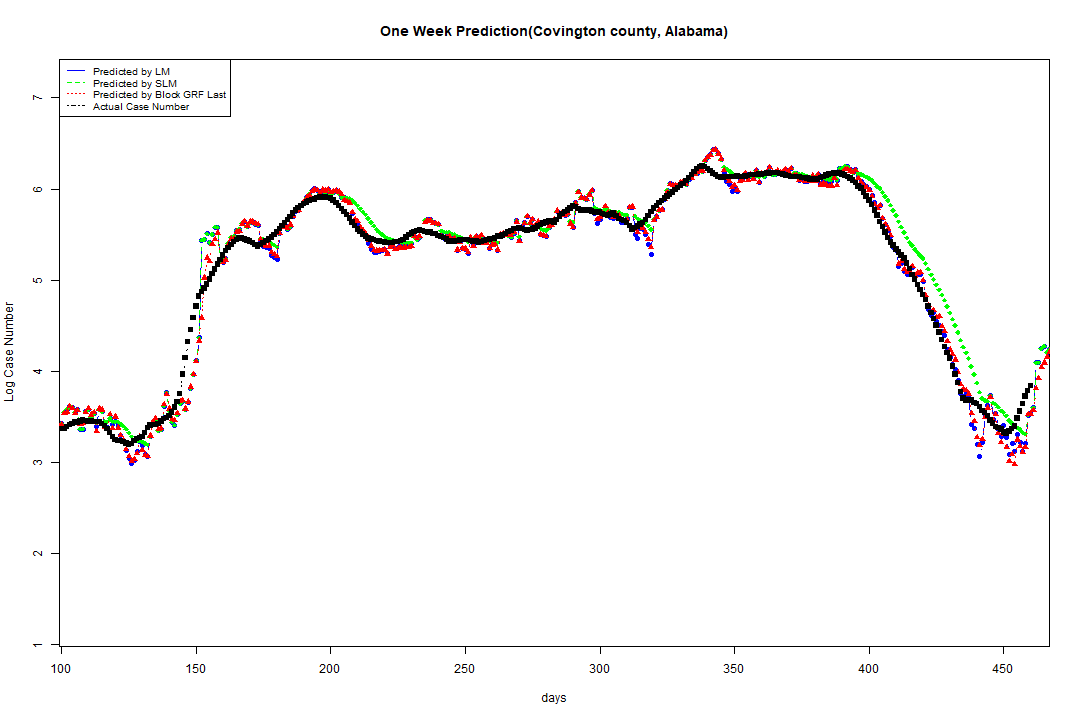 One Week Prediction(Covington county, Alabama)
Predicted by LM
Predicted by SLM
Predicted by Block GRF Last
Actual Case Number
7
6
5
4
3
2
1
Log Case Number
100 150 200 250 300 350 400 450
days